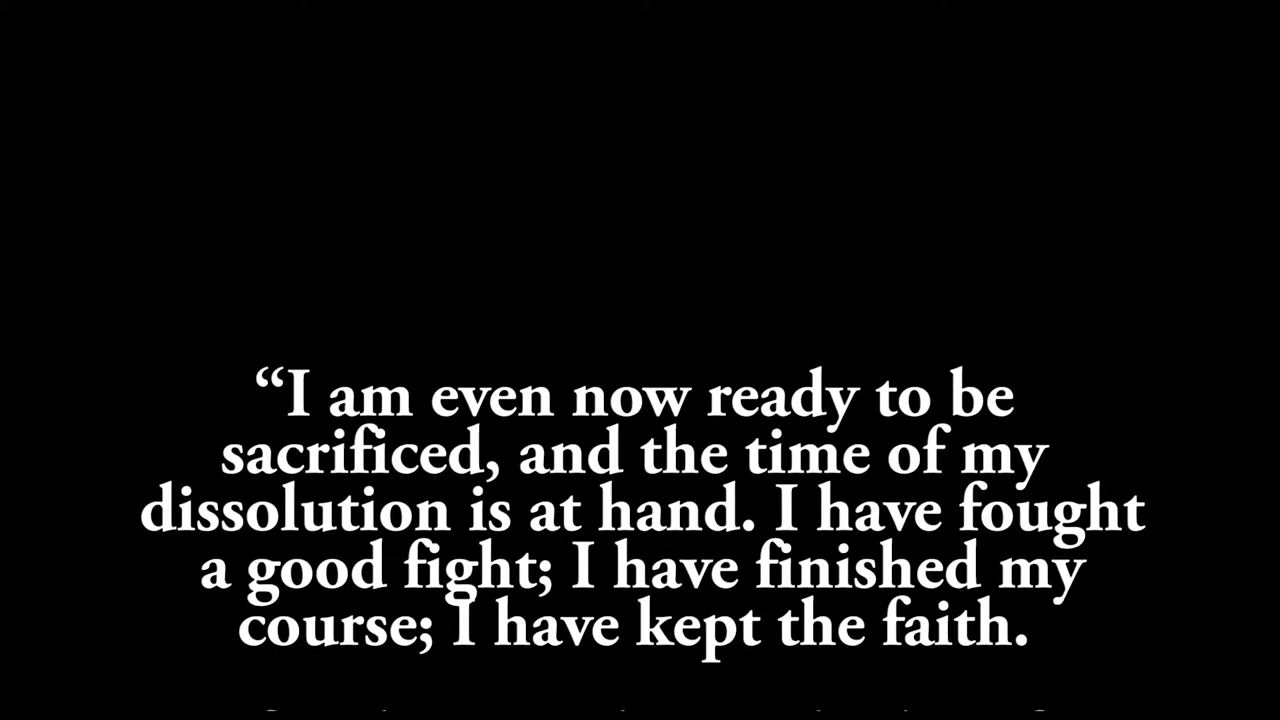 “I am even now ready to be
sacrificed, and the time of my
dissolution is at hand. I have fought
a good fight; I have finished my
course; I have kept the faith.